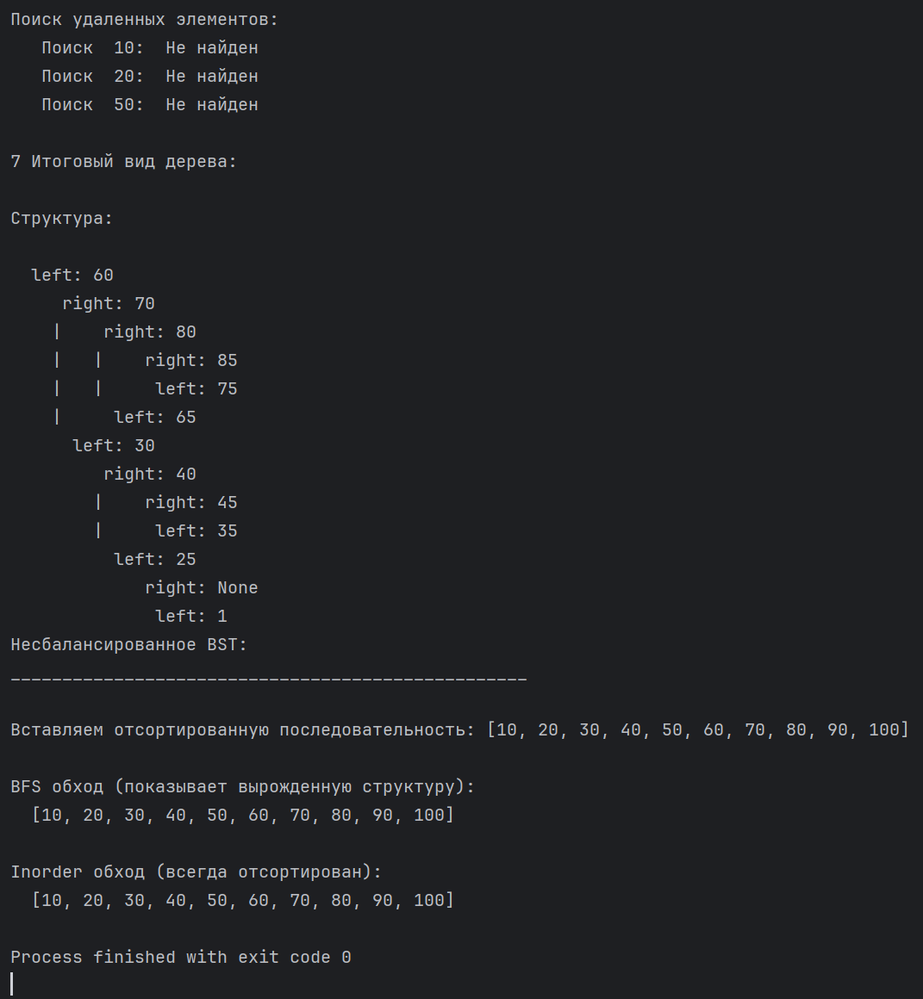 Поиск удаленных элементов:
   Поиск  10:  Не найден
   Поиск  20:  Не найден
   Поиск  50:  Не найден
7 Итоговый вид дерева:
Структура:
  left: 60
     right: 70
    |    right: 80
    |   |    right: 85
    |   |     left: 75
    |     left: 65
      left: 30
         right: 40
        |    right: 45
        |     left: 35
          left: 25
             right: None
              left: 1
Несбалансированное BST:
__________________________________________________
Вставляем отсортированную последовательность: [10, 20, 30, 40, 50, 60, 70, 80, 90, 100]
BFS обход (показывает вырожденную структуру):
  [10, 20, 30, 40, 50, 60, 70, 80, 90, 100]
Inorder обход (всегда отсортирован):
  [10, 20, 30, 40, 50, 60, 70, 80, 90, 100]
Process finished with exit code 0